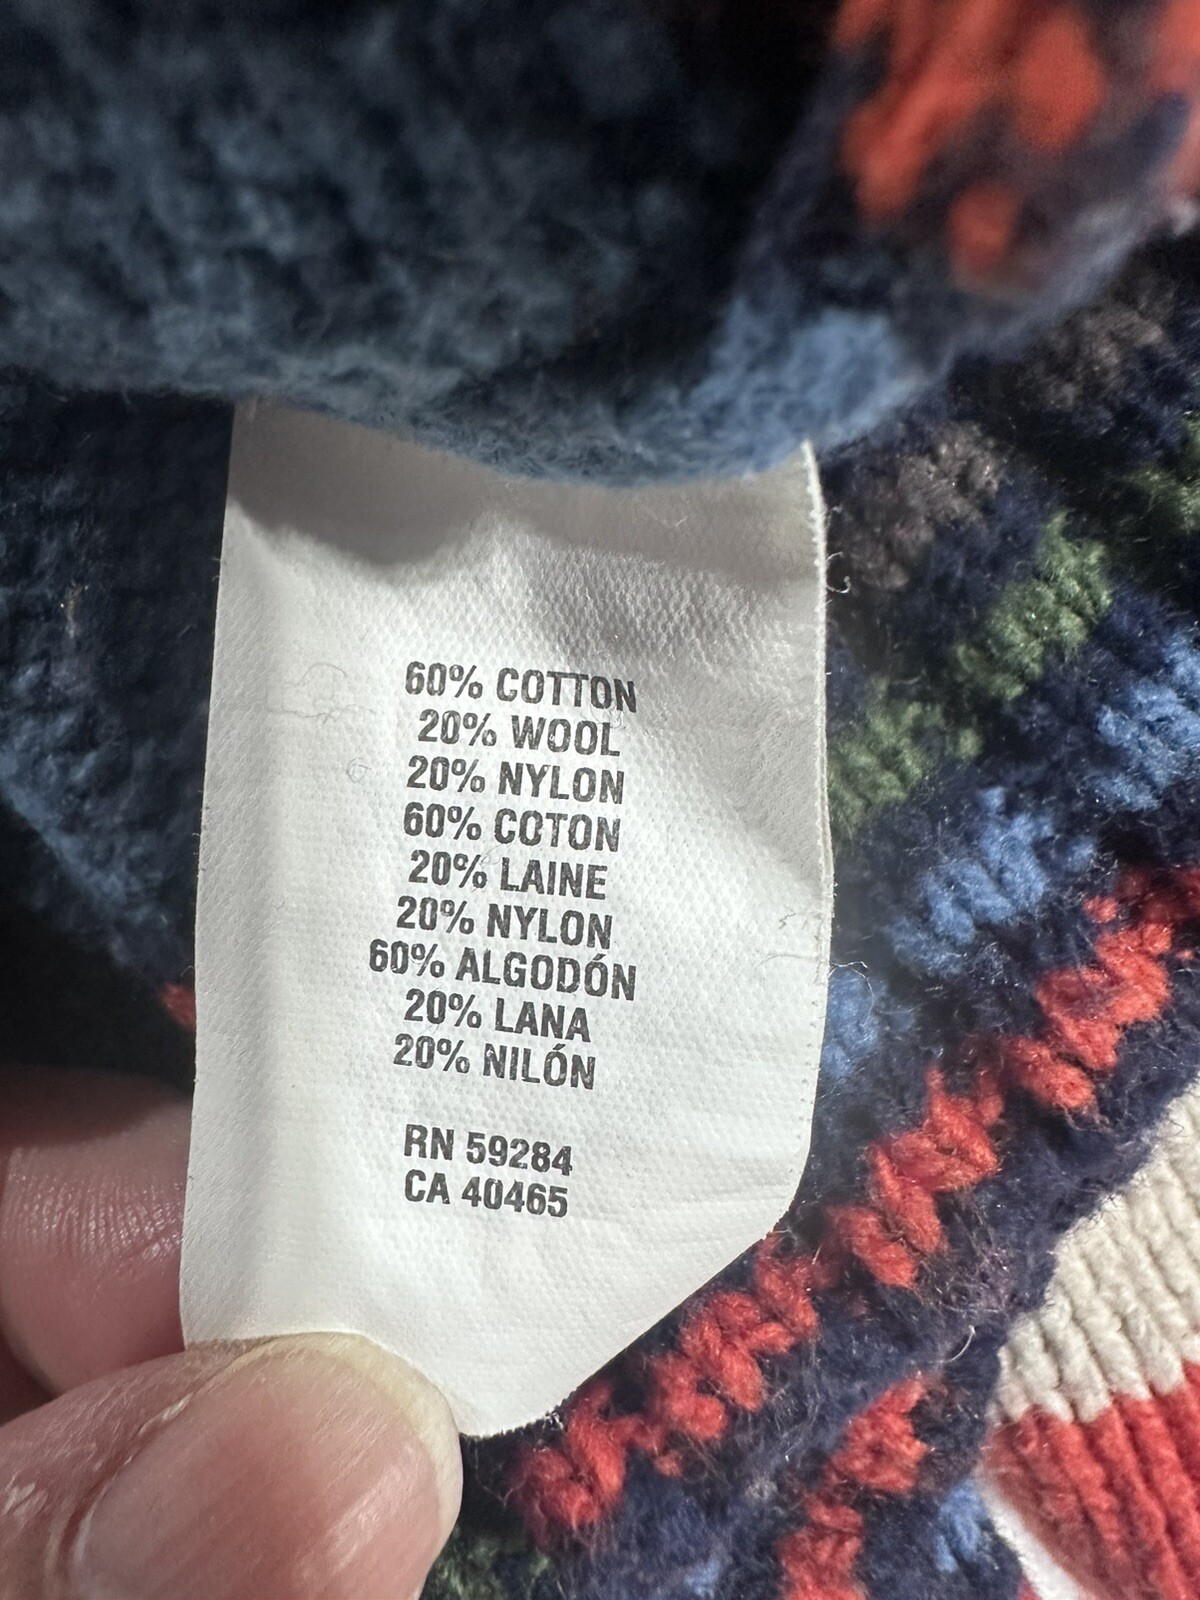 60% COTTON
20% WOOL
20% NYLON
60% COTON
20% LAINE
20% NYLON
60% ALGODÓN
20% LANA
20% NILÓN
RN 59284
CA 40465